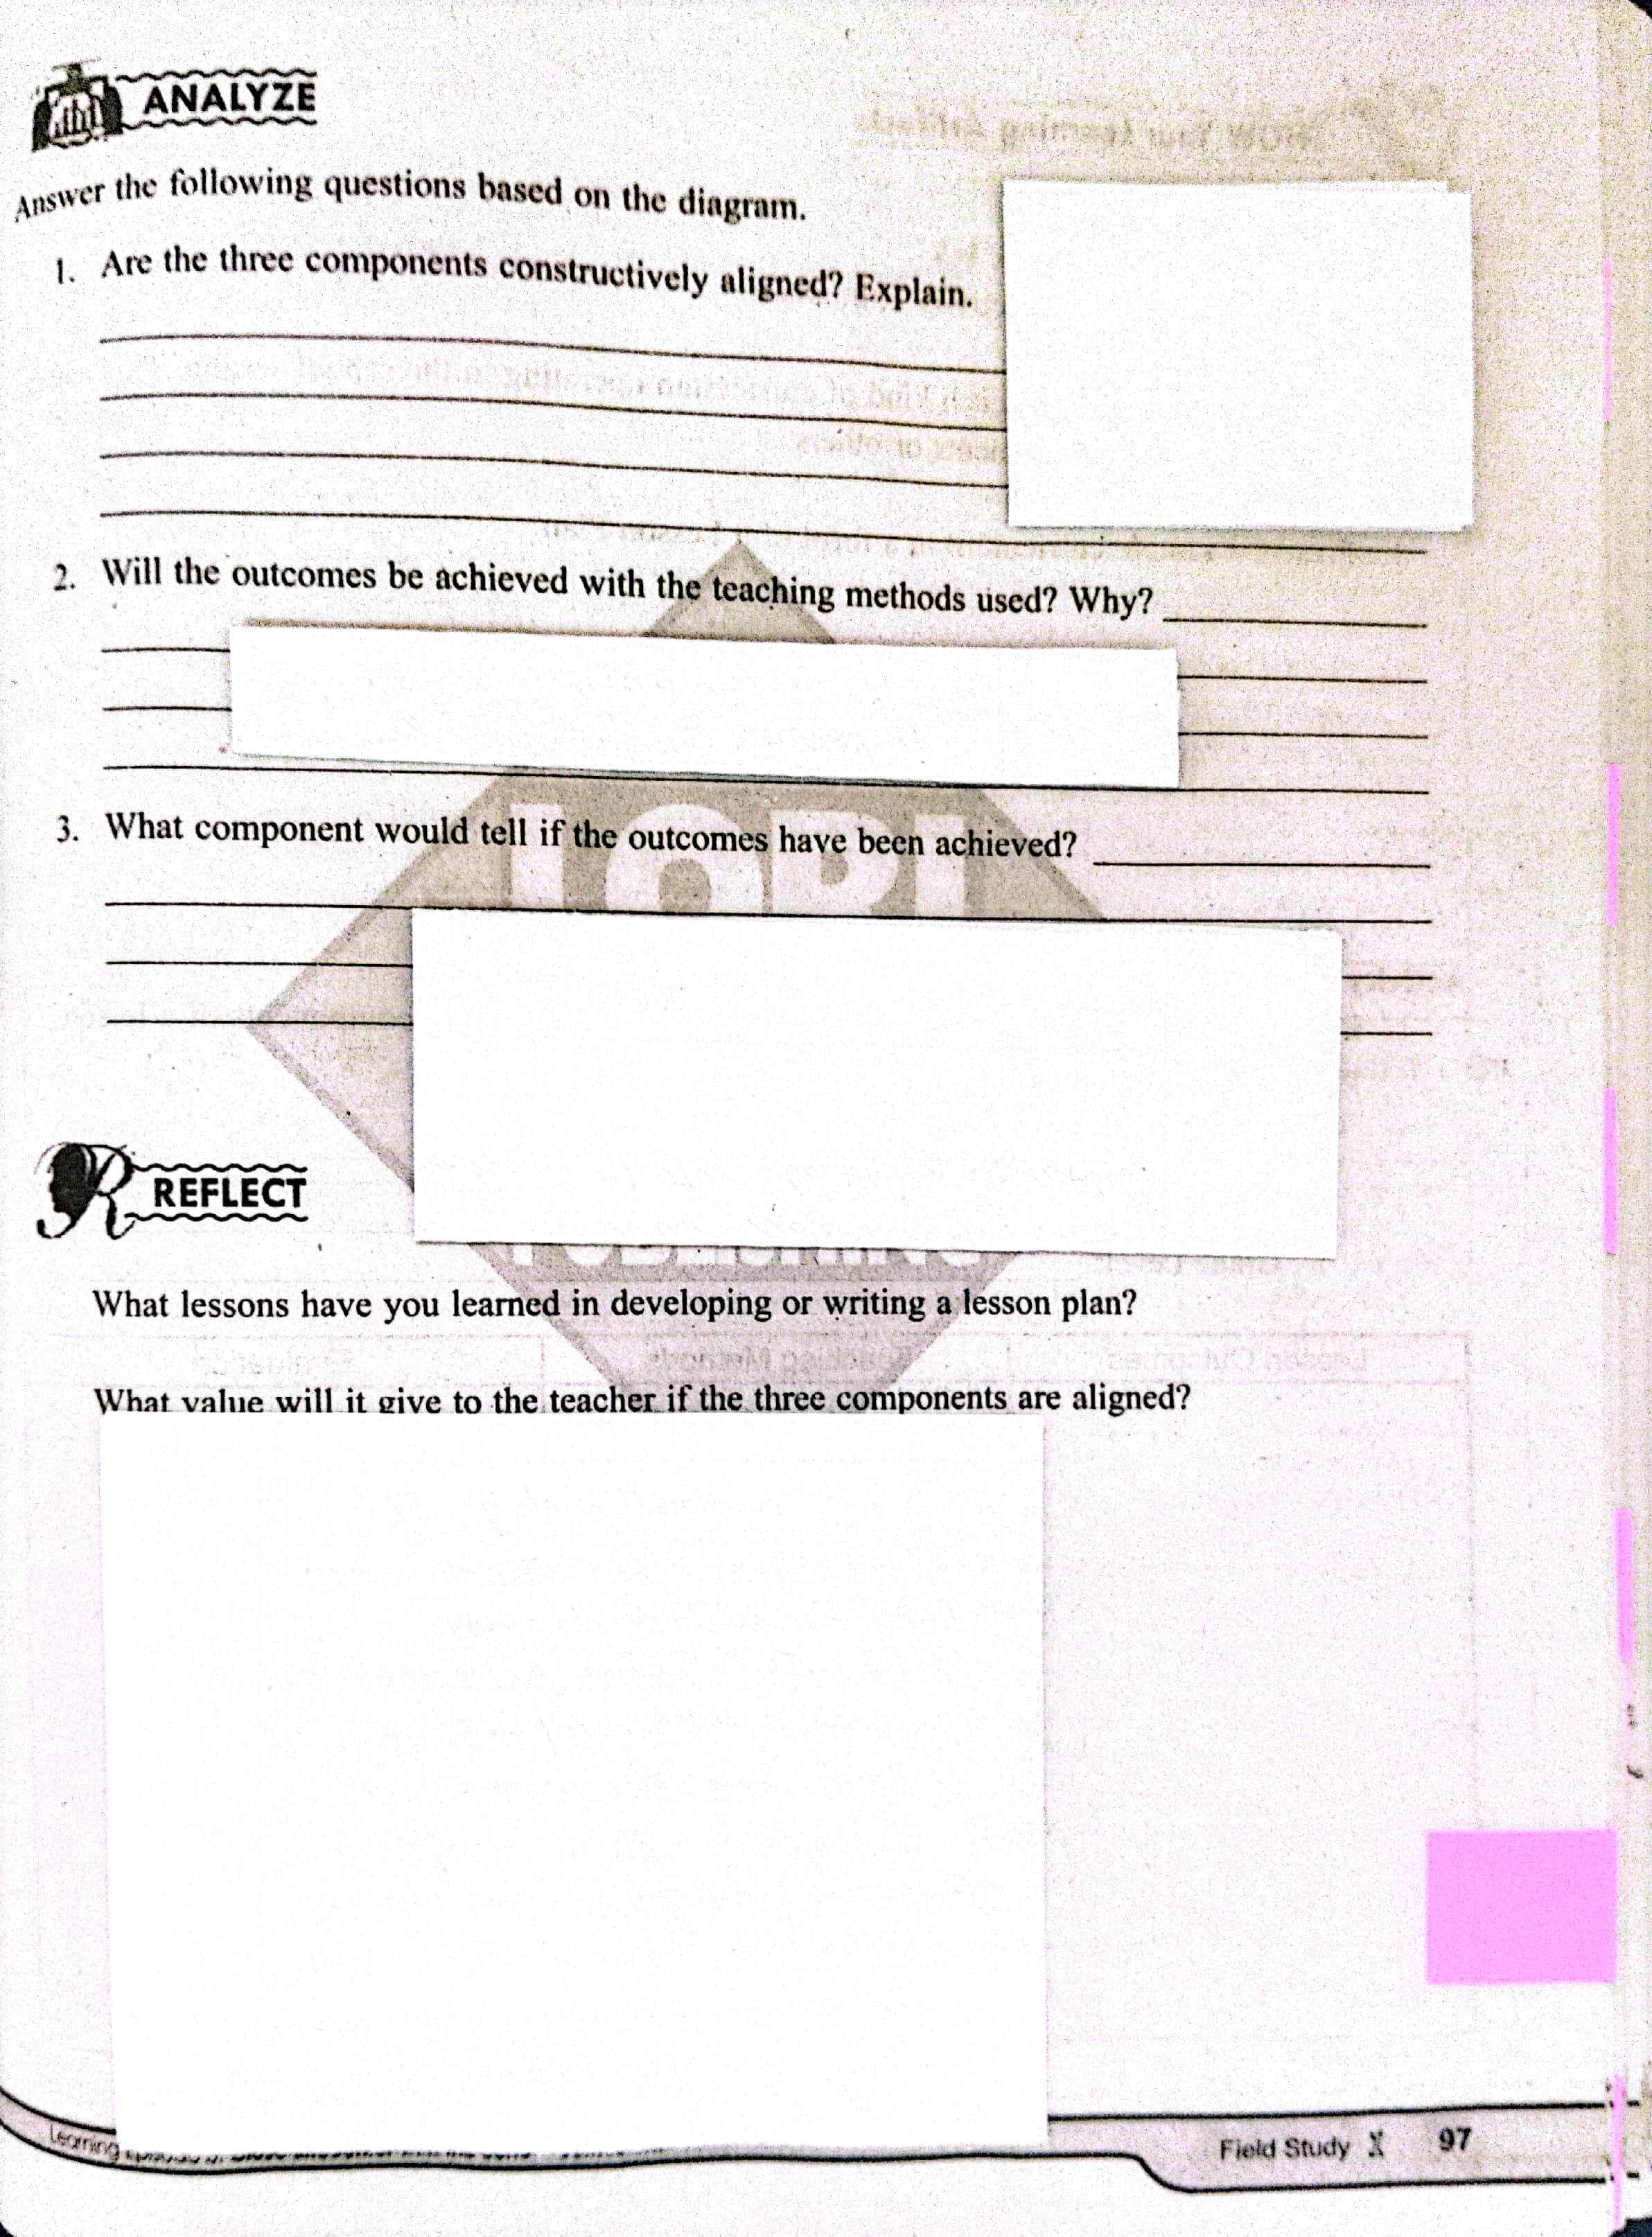 ANALYZE
Answer the following questions based on the diagram.
1. Are the three components constructively aligned? Explain.
2. Will the outcomes be achieved with the teaching methods used? Why?
LORI
3. What component would tell if the outcomes have been achieved?
REFLECT
What lessons have you learned in developing or writing a lesson plan?
What value will it give to the teacher if the three components are aligned?
Learning
Field Study X 97